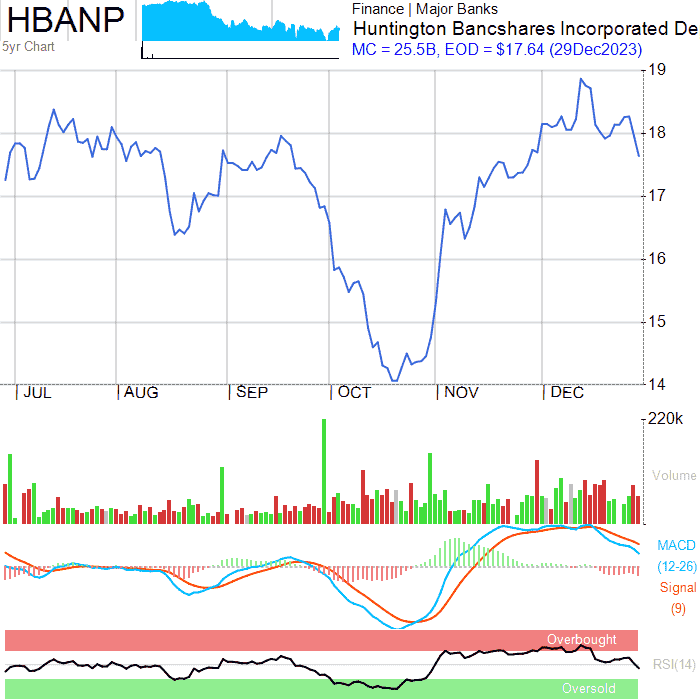 HBANP
Finance | Major Banks
Huntington Bancshares Incorporated De
5yr Chart
MC = 25.5B, EOD = $17.64 (29Dec2023)
19
18
17
16
15
14
JUL AUG SEP OCT NOV DEC
220k
Volume
MACD
(12-26)
Signal
(9)
Overbought
RSI(14)
Oversold